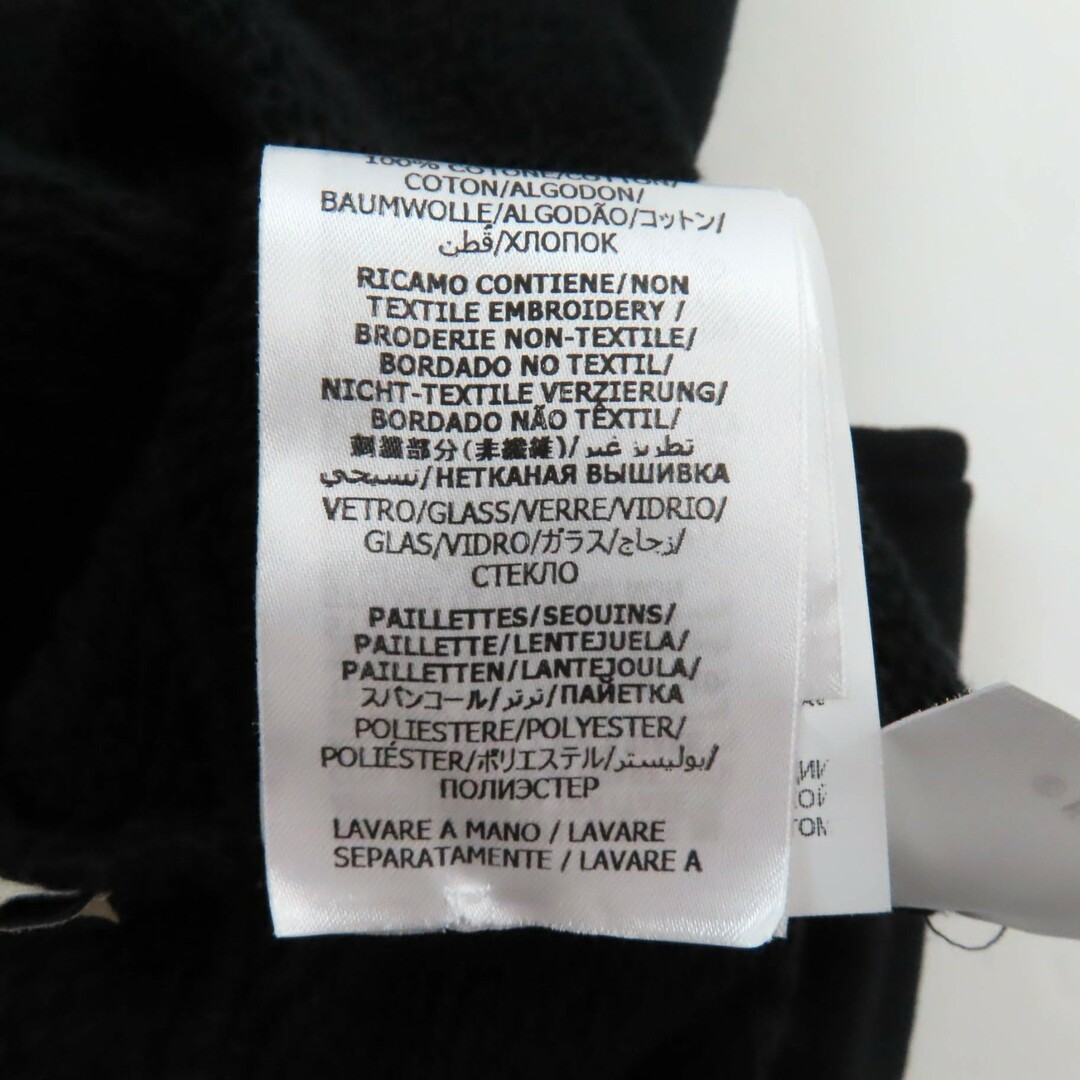 100% COTONE/COTTON/
COTON/ALGODON/
BAUMWOLLE/ALGODÃO/コットン/
قُطن/ХЛОПОК
RICAMO CONTIENE/NON
TEXTILE EMBROIDERY /
BRODERIE NON-TEXTILE/
BORDADO NO TEXTIL/
NICHT-TEXTILE VERZIERUNG/
BORDADO NÃO TÊXTIL/
刺繍部分(非繊維)/تطريز غير
نسيجي/НЕТКАНАЯ ВЫШИВКА
VETRO/GLASS/VERRE/VIDRIO/
GLAS/VIDRO/ガラス/زجاج/
СТЕКЛО
PAILLETTES/SEQUINS/
PAILLETTE/LENTEJUELA/
PAILLETTEN/LANTEJOULA/
スパンコール/ترتر/ПАЙЕТКА
POLIESTERE/POLYESTER/
POLIÉSTER/ポリエステル/بوليستر/
ПОЛИЭСТЕР
LAVARE A MANO / LAVARE
SEPARATAMENTE / LAVARE A